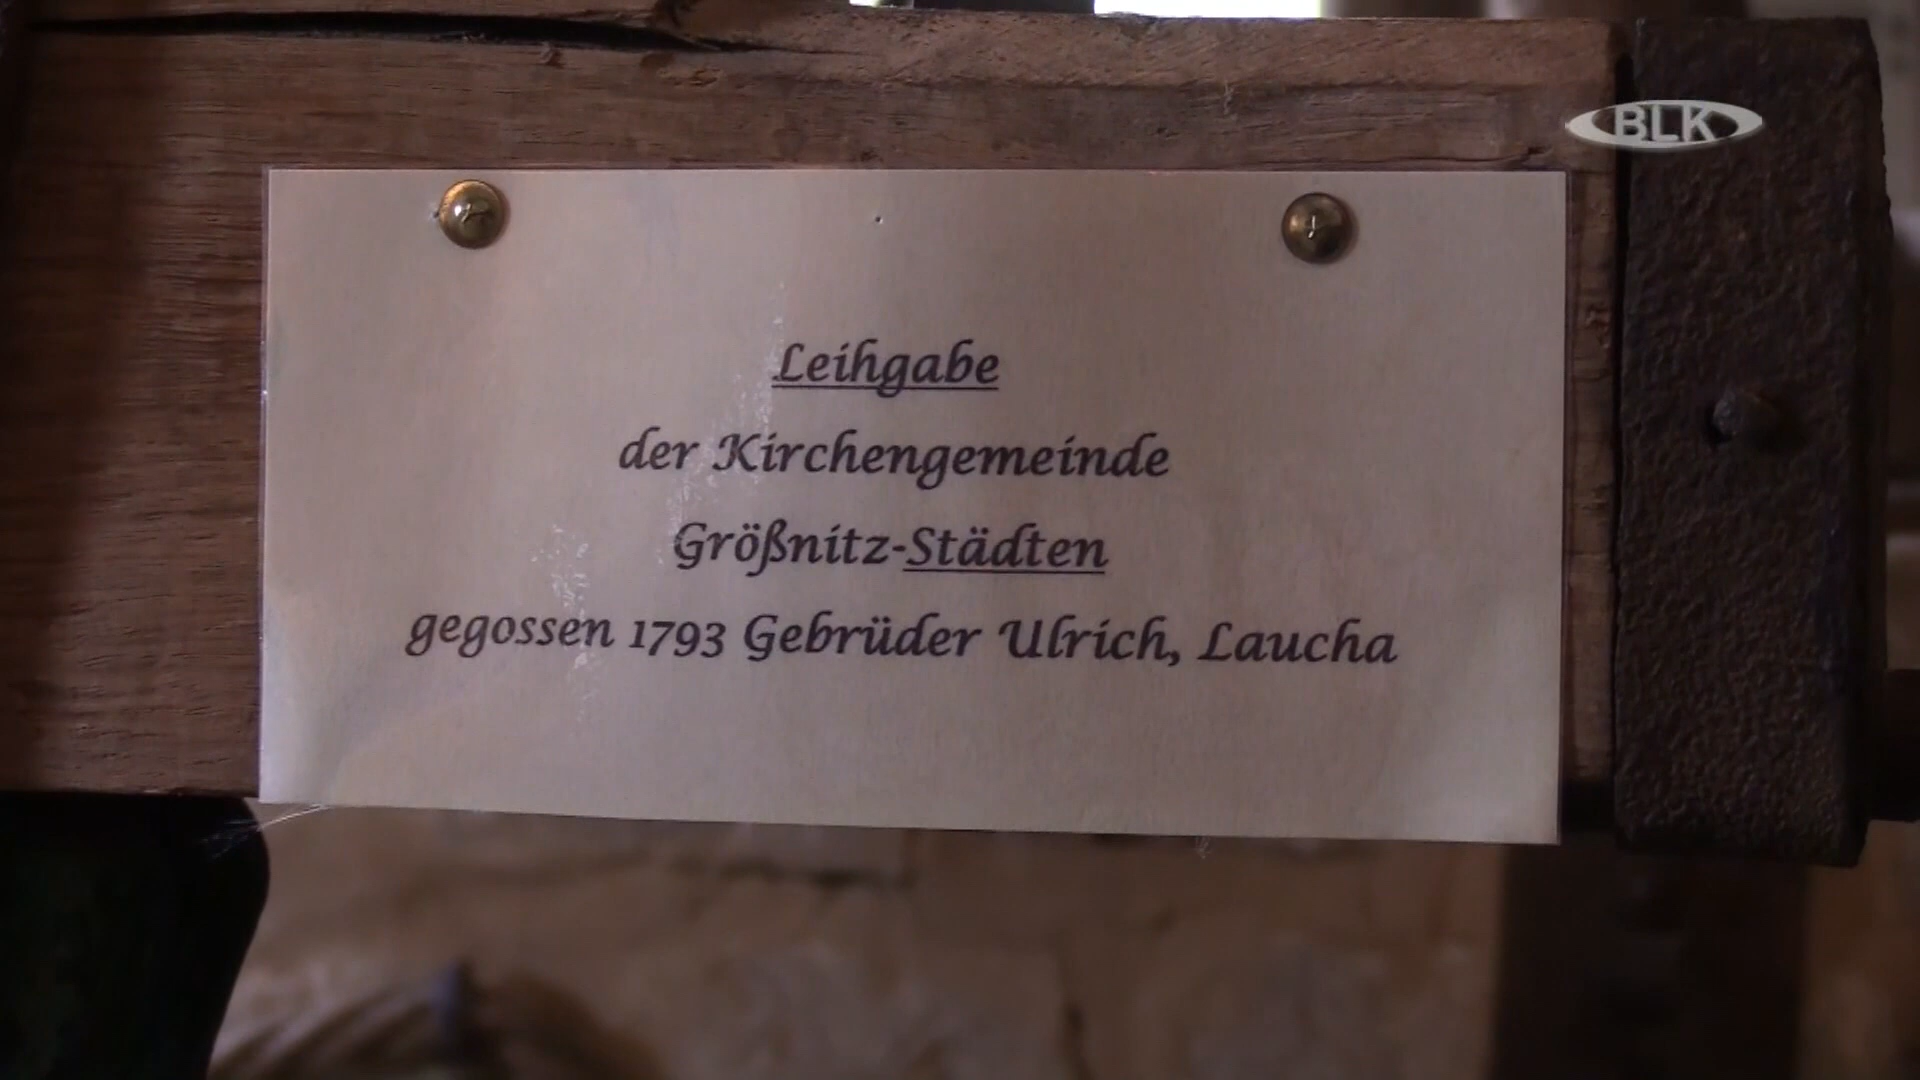 BLK
Leihgabe
der Kirchengemeinde
Größnitz-Städten
gegossen 1793 Gebrüder Ulrich, Laucha